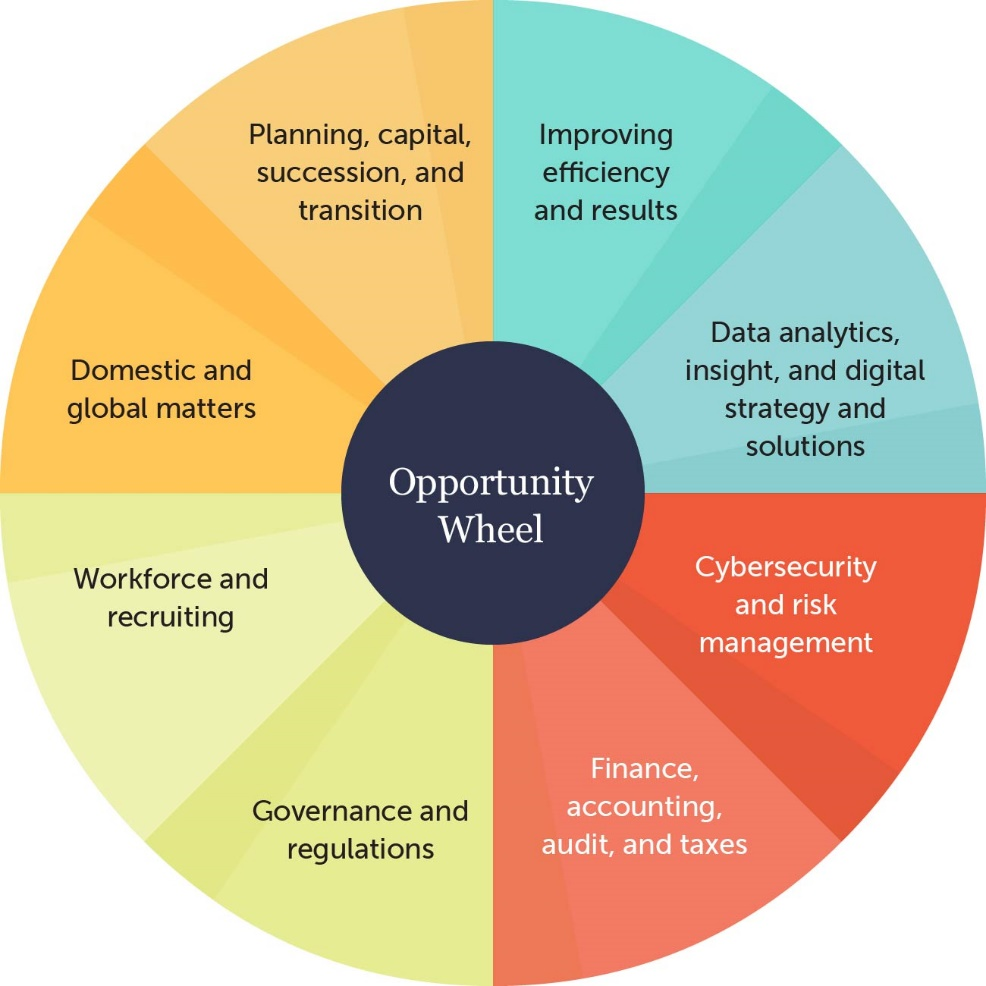 Planning, capital,
succession, and
transition
Improving
efficiency
and results
Data analytics,
insight, and digital
strategy and
solutions
Cybersecurity
and risk
management
Finance,
accounting,
audit, and taxes
Governance and
regulations
Workforce and
recruiting
Domestic and
global matters
Opportunity
Wheel